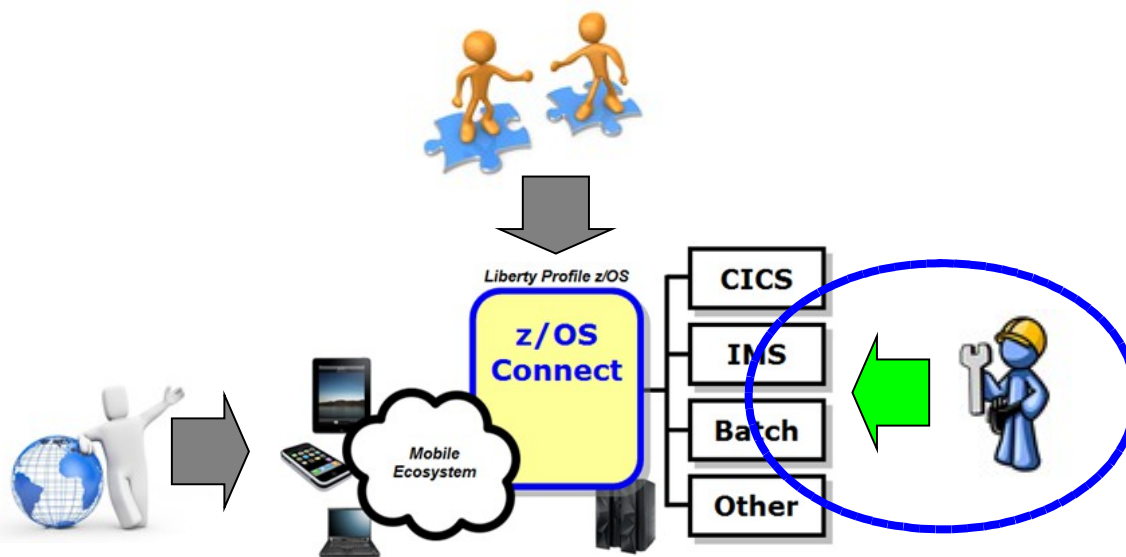 Liberty Profile z/OS
z/OS
Connect
Mobile
Ecosystem
CICS
IMS
Batch
Other